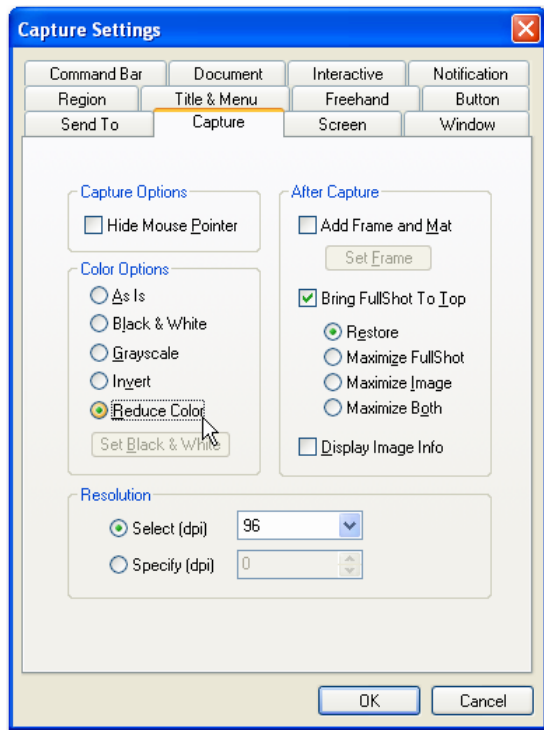 Capture Settings
Command Bar Document Interactive Notification
Region Title & Menu Freehand Button
Send To Capture Screen Window
Capture Options
Hide Mouse Pointer
Color Options
As Is
Black & White
Grayscale
Invert
Reduce Color
Set Black & White
After Capture
Add Frame and Mat
Set Frame
Bring FullShot To Top
Restore
Maximize FullShot
Maximize Image
Maximize Both
Display Image Info
Resolution
Select (dpi) 96
Specify (dpi) 0
OK Cancel